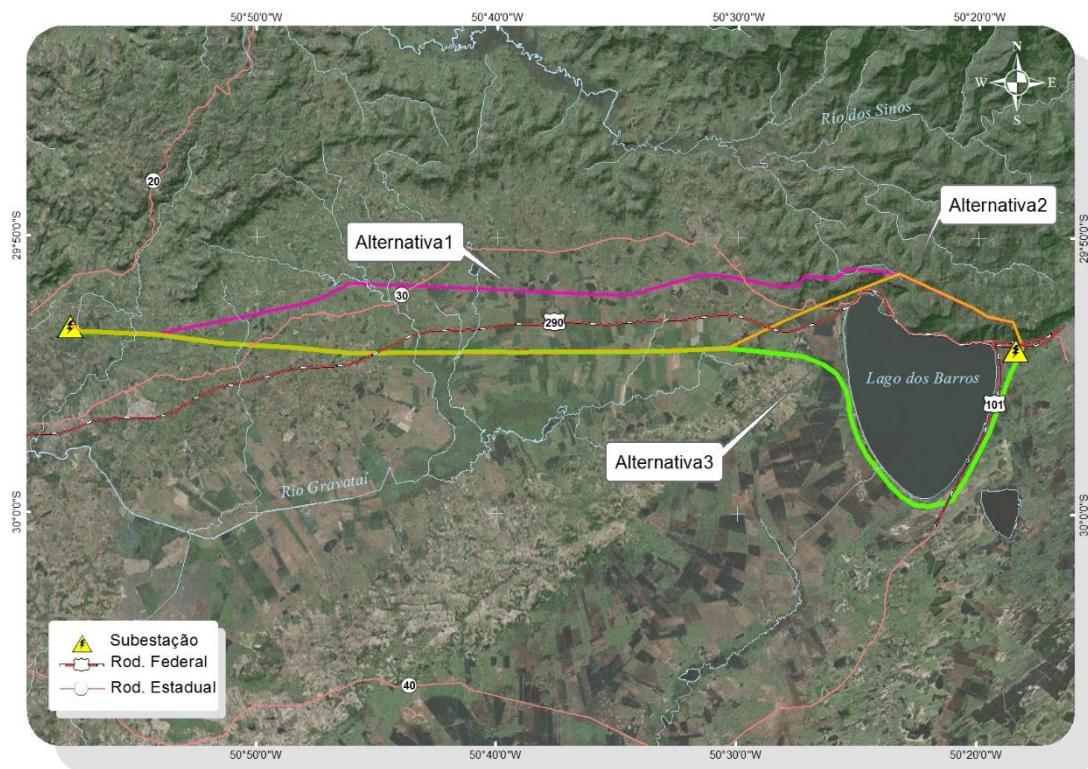 50°50'0"W
50°40'0"W
50°30'0"W
50°20'0"W
N
W
E
S
Rio dos Sinos
20
Alternativa2
29°50'0"S
29°50'0"S
Alternativa1
30
290
Lago dos Barros
101
Alternativa3
Rio Gravataí
30°0'0"S
30°0'0"S
Subestação
Rod. Federal
Rod. Estadual
40
50°50'0"W
50°40'0"W
50°30'0"W
50°20'0"W